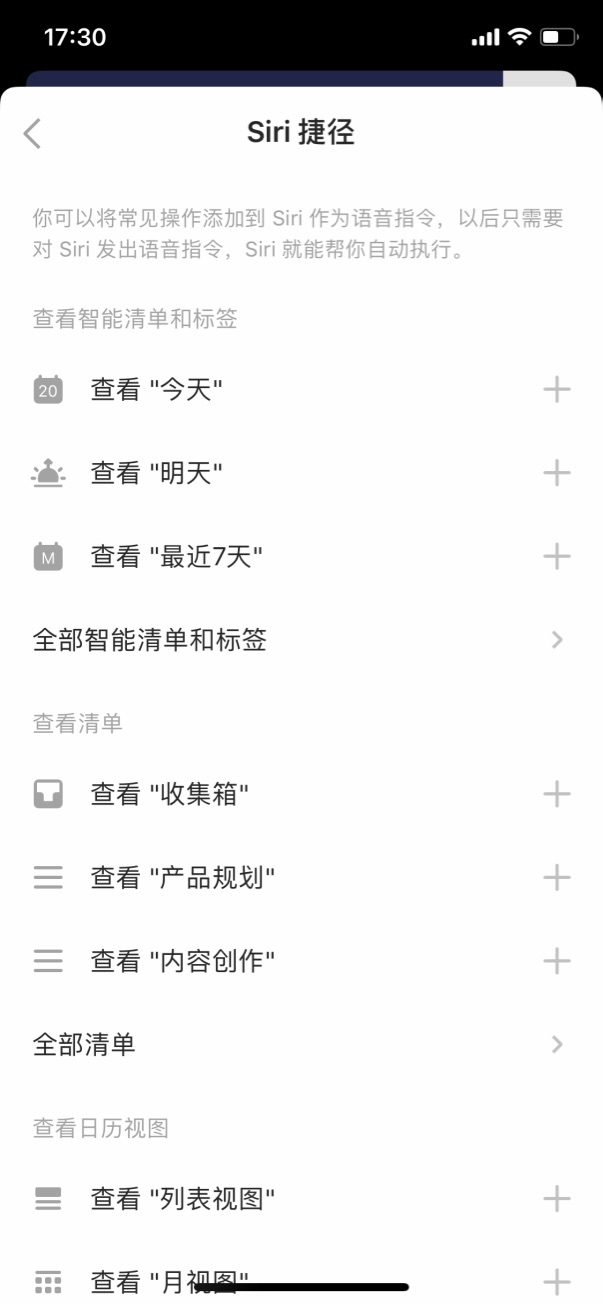 17:30
Siri 捷径
你可以将常见操作添加到 Siri 作为语音指令，以后只需要
对 Siri 发出语音指令，Siri 就能帮你自动执行。
查看智能清单和标签
20
查看 "今天"
查看 "明天"
M
查看 "最近7天"
全部智能清单和标签
查看清单
查看 "收集箱"
查看 "产品规划"
查看 "内容创作"
全部清单
查看日历视图
查看 "列表视图"
查看 "月视图"